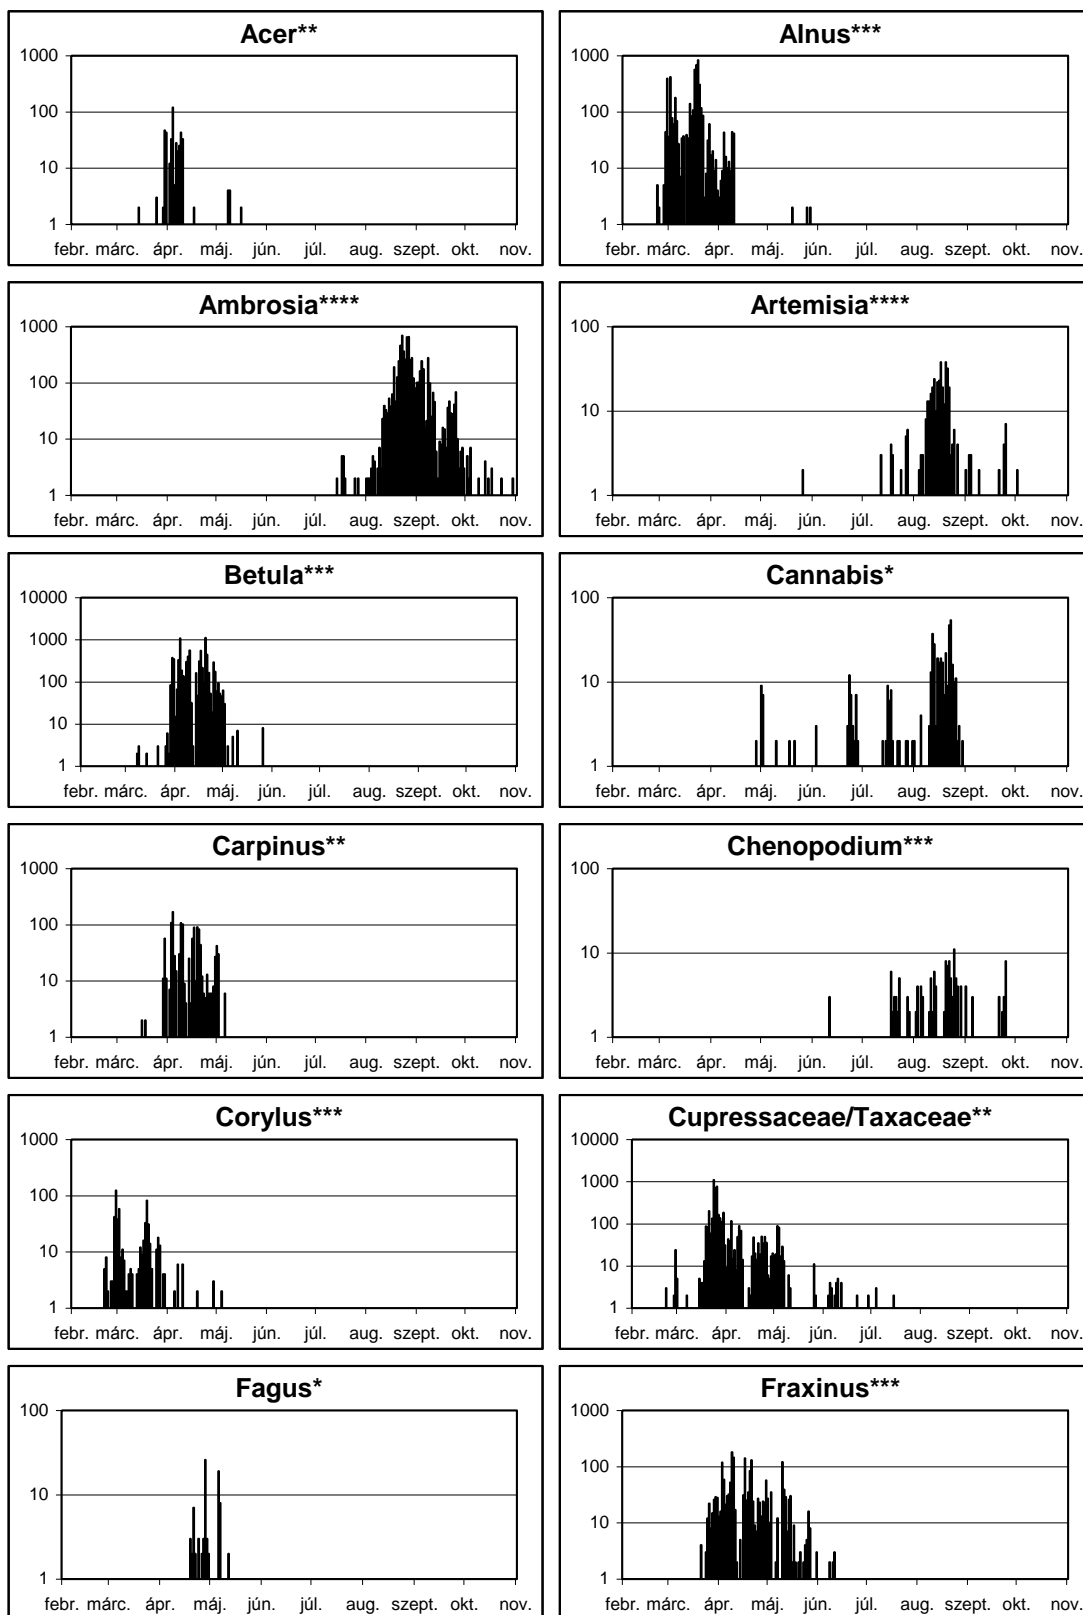 Acer**
1000
100
10
1
febr. márc. ápr. máj. jún. júl. aug. szept. okt. nov.
Alnus***
1000
100
10
1
febr. márc. ápr. máj. jún. júl. aug. szept. okt. nov.
Ambrosia****
1000
100
10
1
febr. márc. ápr. máj. jún. júl. aug. szept. okt. nov.
Artemisia****
100
10
1
febr. márc. ápr. máj. jún. júl. aug. szept. okt. nov.
Betula***
10000
1000
100
10
1
febr. márc. ápr. máj. jún. júl. aug. szept. okt. nov.
Cannabis*
100
10
1
febr. márc. ápr. máj. jún. júl. aug. szept. okt. nov.
Carpinus**
1000
100
10
1
febr. márc. ápr. máj. jún. júl. aug. szept. okt. nov.
Chenopodium***
100
10
1
febr. márc. ápr. máj. jún. júl. aug. szept. okt. nov.
Corylus***
1000
100
10
1
febr. márc. ápr. máj. jún. júl. aug. szept. okt. nov.
Cupressaceae/Taxaceae**
10000
1000
100
10
1
febr. márc. ápr. máj. jún. júl. aug. szept. okt. nov.
Fagus*
100
10
1
febr. márc. ápr. máj. jún. júl. aug. szept. okt. nov.
Fraxinus***
1000
100
10
1
febr. márc. ápr. máj. jún. júl. aug. szept. okt. nov.